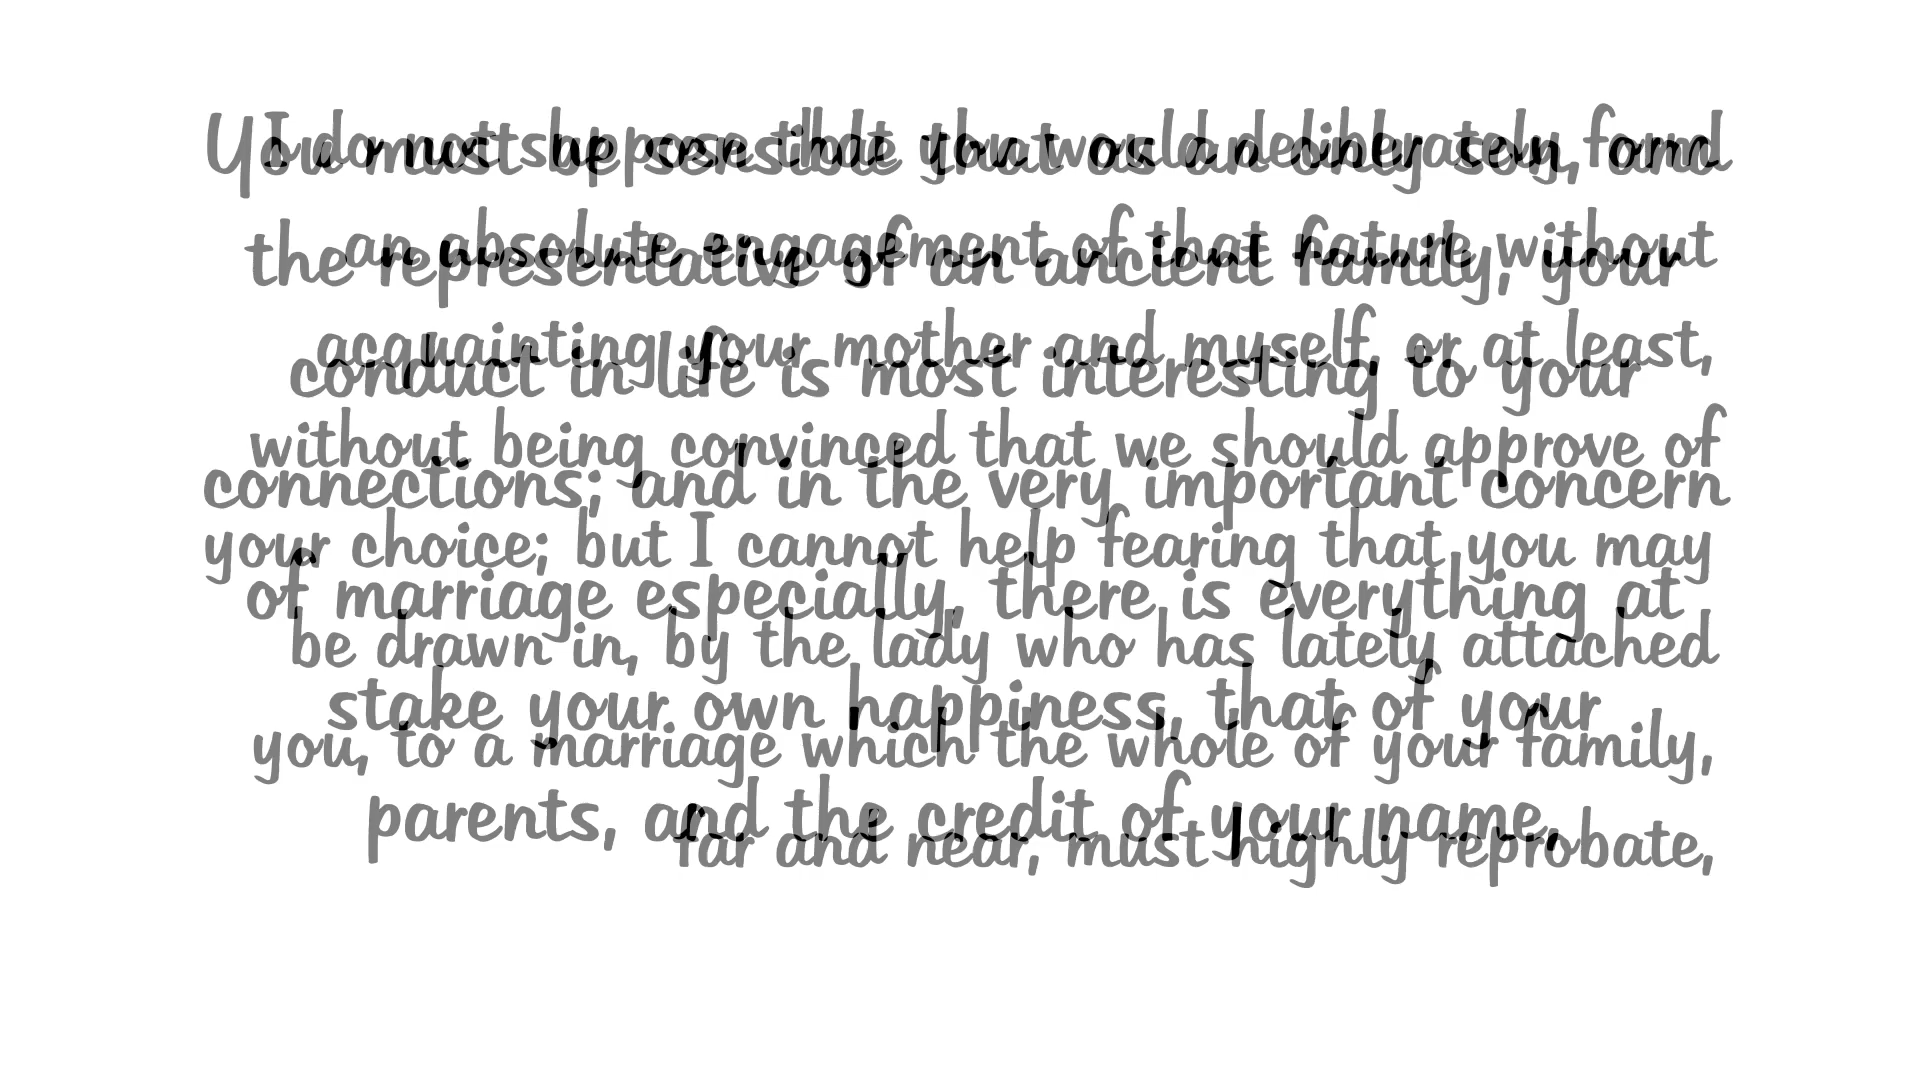 You must be sensible that as an only son, and
the representative of an ancient family, your
conduct in life is most interesting to your
connections; and in the very important concern
of marriage especially, there is everything at
stake your own happiness, that of your
parents, and the credit of your name.
I do not suppose that you would deliberately form
an absolute engagement of that nature without
acquainting your mother and myself, or at least,
without being convinced that we should approve of
your choice; but I cannot help fearing that you may
be drawn in, by the lady who has lately attached
you, to a marriage which the whole of your family,
far and near, must highly reprobate,